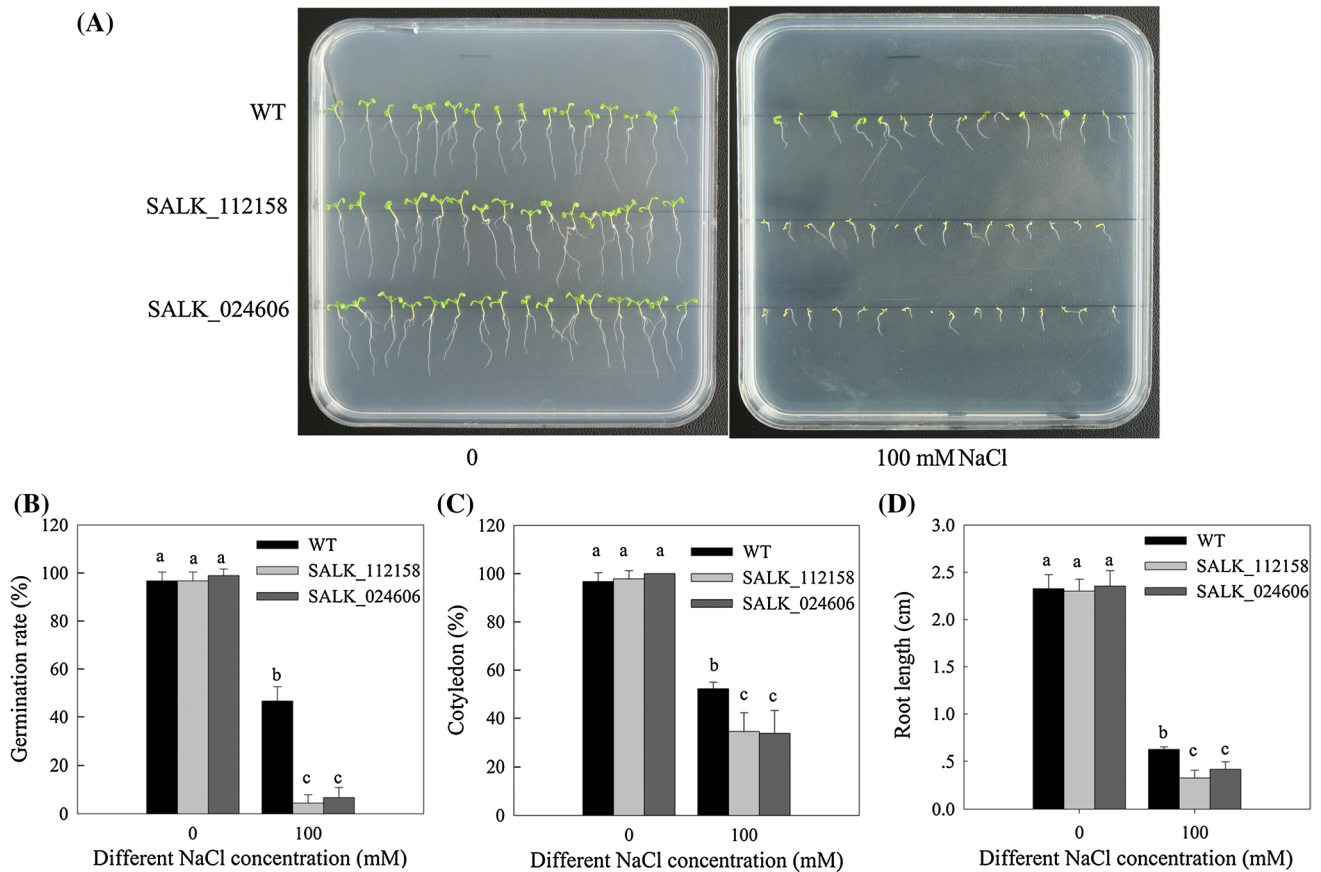 (A)
WT
SALK_112158
SALK_024606
0
100 mM NaCl
(B)
120
100
80
60
40
20
0
Germination rate (%)
a
a
a
b
c
c
WT
SALK_112158
SALK_024606
0
100
Different NaCl concentration (mM)
(C)
120
100
80
60
40
20
0
Cotyledon (%)
a
a
a
b
c
c
WT
SALK_112158
SALK_024606
0
100
Different NaCl concentration (mM)
(D)
3.0
2.5
2.0
1.5
1.0
.5
0.0
Root length (cm)
a
a
a
b
c
c
WT
SALK_112158
SALK_024606
0
100
Different NaCl concentration (mM)